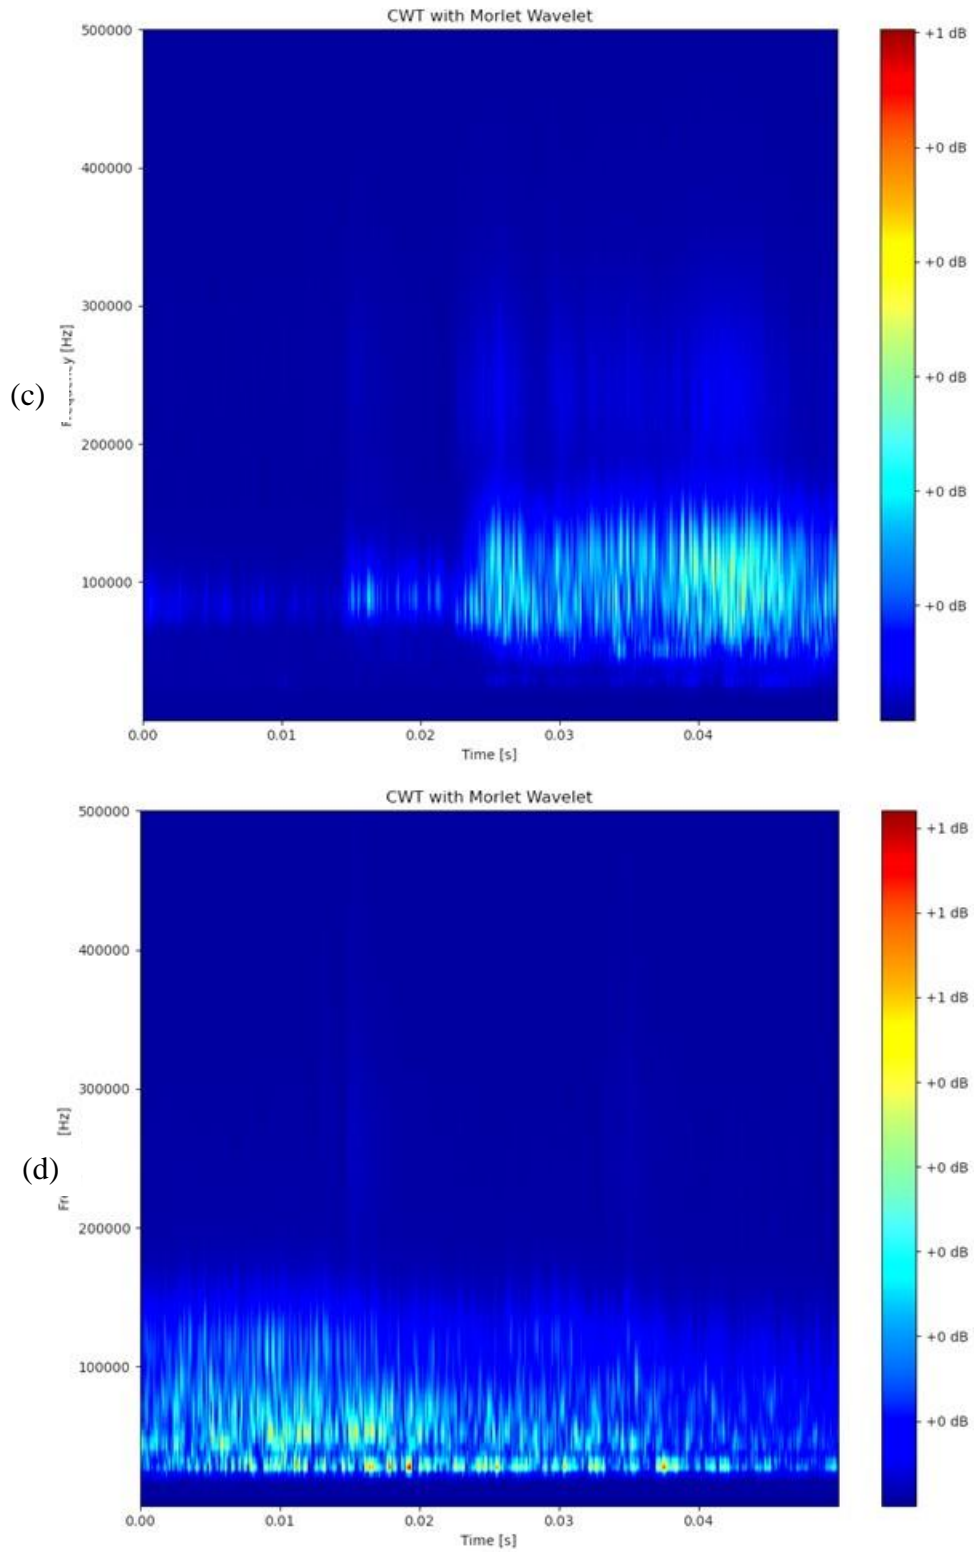 CWT with Morlet Wavelet
500000
400000
300000
200000
100000
[Hz]
(c)
0.00 0.01 0.02 0.03 0.04
Time [s]
+1 dB
+0 dB
+0 dB
+0 dB
+0 dB
+0 dB
CWT with Morlet Wavelet
500000
400000
300000
200000
100000
[Hz]
(d)
0.00 0.01 0.02 0.03 0.04
Time [s]
+1 dB
+1 dB
+1 dB
+0 dB
+0 dB
+0 dB
+0 dB
+0 dB